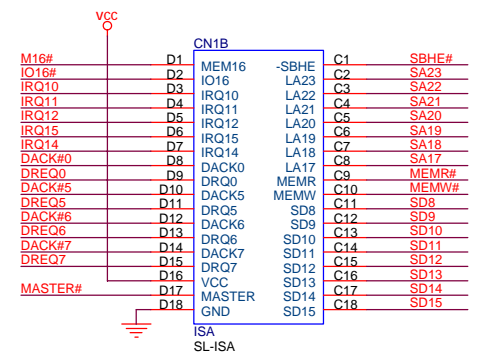 VCC
CN1B
M16# D1 MEM16 -SBHE C1 SBHE#
IO16# D2 IO16 LA23 C2 SA23
IRQ10 D3 IRQ10 LA22 C3 SA22
IRQ11 D4 IRQ11 LA21 C4 SA21
IRQ12 D5 IRQ12 LA20 C5 SA20
IRQ15 D6 IRQ15 LA19 C6 SA19
IRQ14 D7 IRQ14 LA18 C7 SA18
DACK#0 D8 DACK0 LA17 C8 SA17
DREQ0 D9 DRQ0 MEMR C9 MEMR#
DACK#5 D10 DACK5 MEMW C10 MEMW#
DREQ5 D11 DRQ5 SD8 C11 SD8
DACK#6 D12 DACK6 SD9 C12 SD9
DREQ6 D13 DRQ6 SD10 C13 SD10
DACK#7 D14 DACK7 SD11 C14 SD11
DREQ7 D15 DRQ7 SD12 C15 SD12
D16 VCC SD13 C16 SD13
MASTER# D17 MASTER SD14 C17 SD14
D18 GND SD15 C18 SD15
ISA
SL-ISA